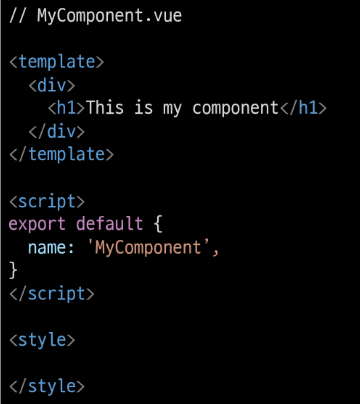 // MyComponent.vue

<template>
  <div>
    <h1>This is my component</h1>
  </div>
</template>

<script>
export default {
  name: 'MyComponent’,
}
</script>

<style>

</style>